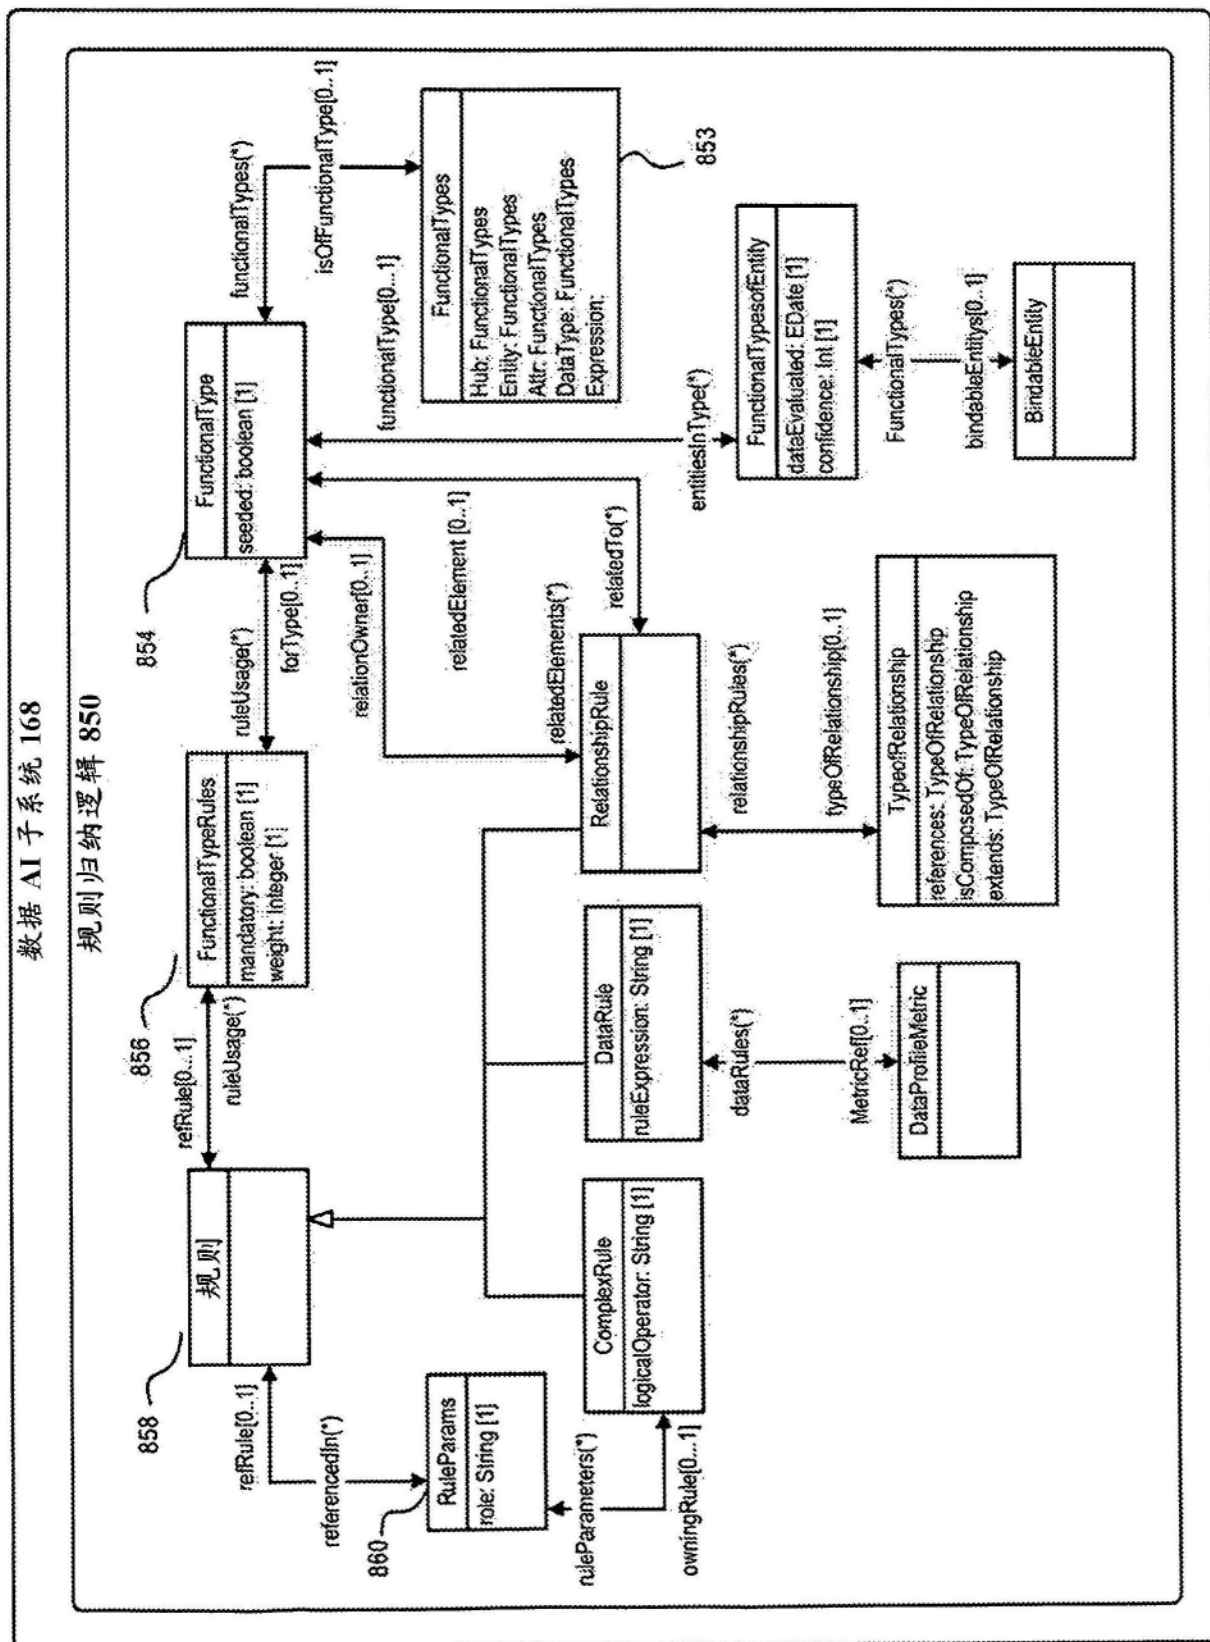 数据 AI 子系统 168
规则归纳逻辑 850
858
规则
refRule[0...1]
ruleUsage(*)
856
FunctionalTypeRules
mandatory: boolean [1]
weight: Integer [1]
ruleUsage(*)
forType[0..1]
854
FunctionalType
seeded: boolean [1]
functionalTypes(*)
isOfFunctionalType[0..1]
refRule[0...1]
referencedIn(*)
860
RuleParams
role: String [1]
ruleParameters(*)
owningRule[0...1]
relationOwner[0..1]
relatedElement [0..1]
functionalType[0...1]
FunctionalTypes
Hub: FunctionalTypes
Entity: FunctionalTypes
Attr: FunctionalTypes
DataType: FunctionalTypes
Expression:
853
relatedElements(*)
relatedTo(*)
ComplexRule
logicalOperator: String [1]
DataRule
ruleExpression: String [1]
RelationshipRule
entitiesInType(*)
FunctionalTypesofEntity
dataEvaluated: EDate [1]
confidence: Int [1]
dataRules(*)
MetricRef[0..1]
relationshipRules(*)
typeOfRelationship[0..1]
FunctionalTypes(*)
bindableEntitys[0..1]
DataProfileMetric
TypeofRelationship
references: TypeOfRelationship
isComposedOf: TypeOfRelationship
extends: TypeOfRelationship
BindableEntity